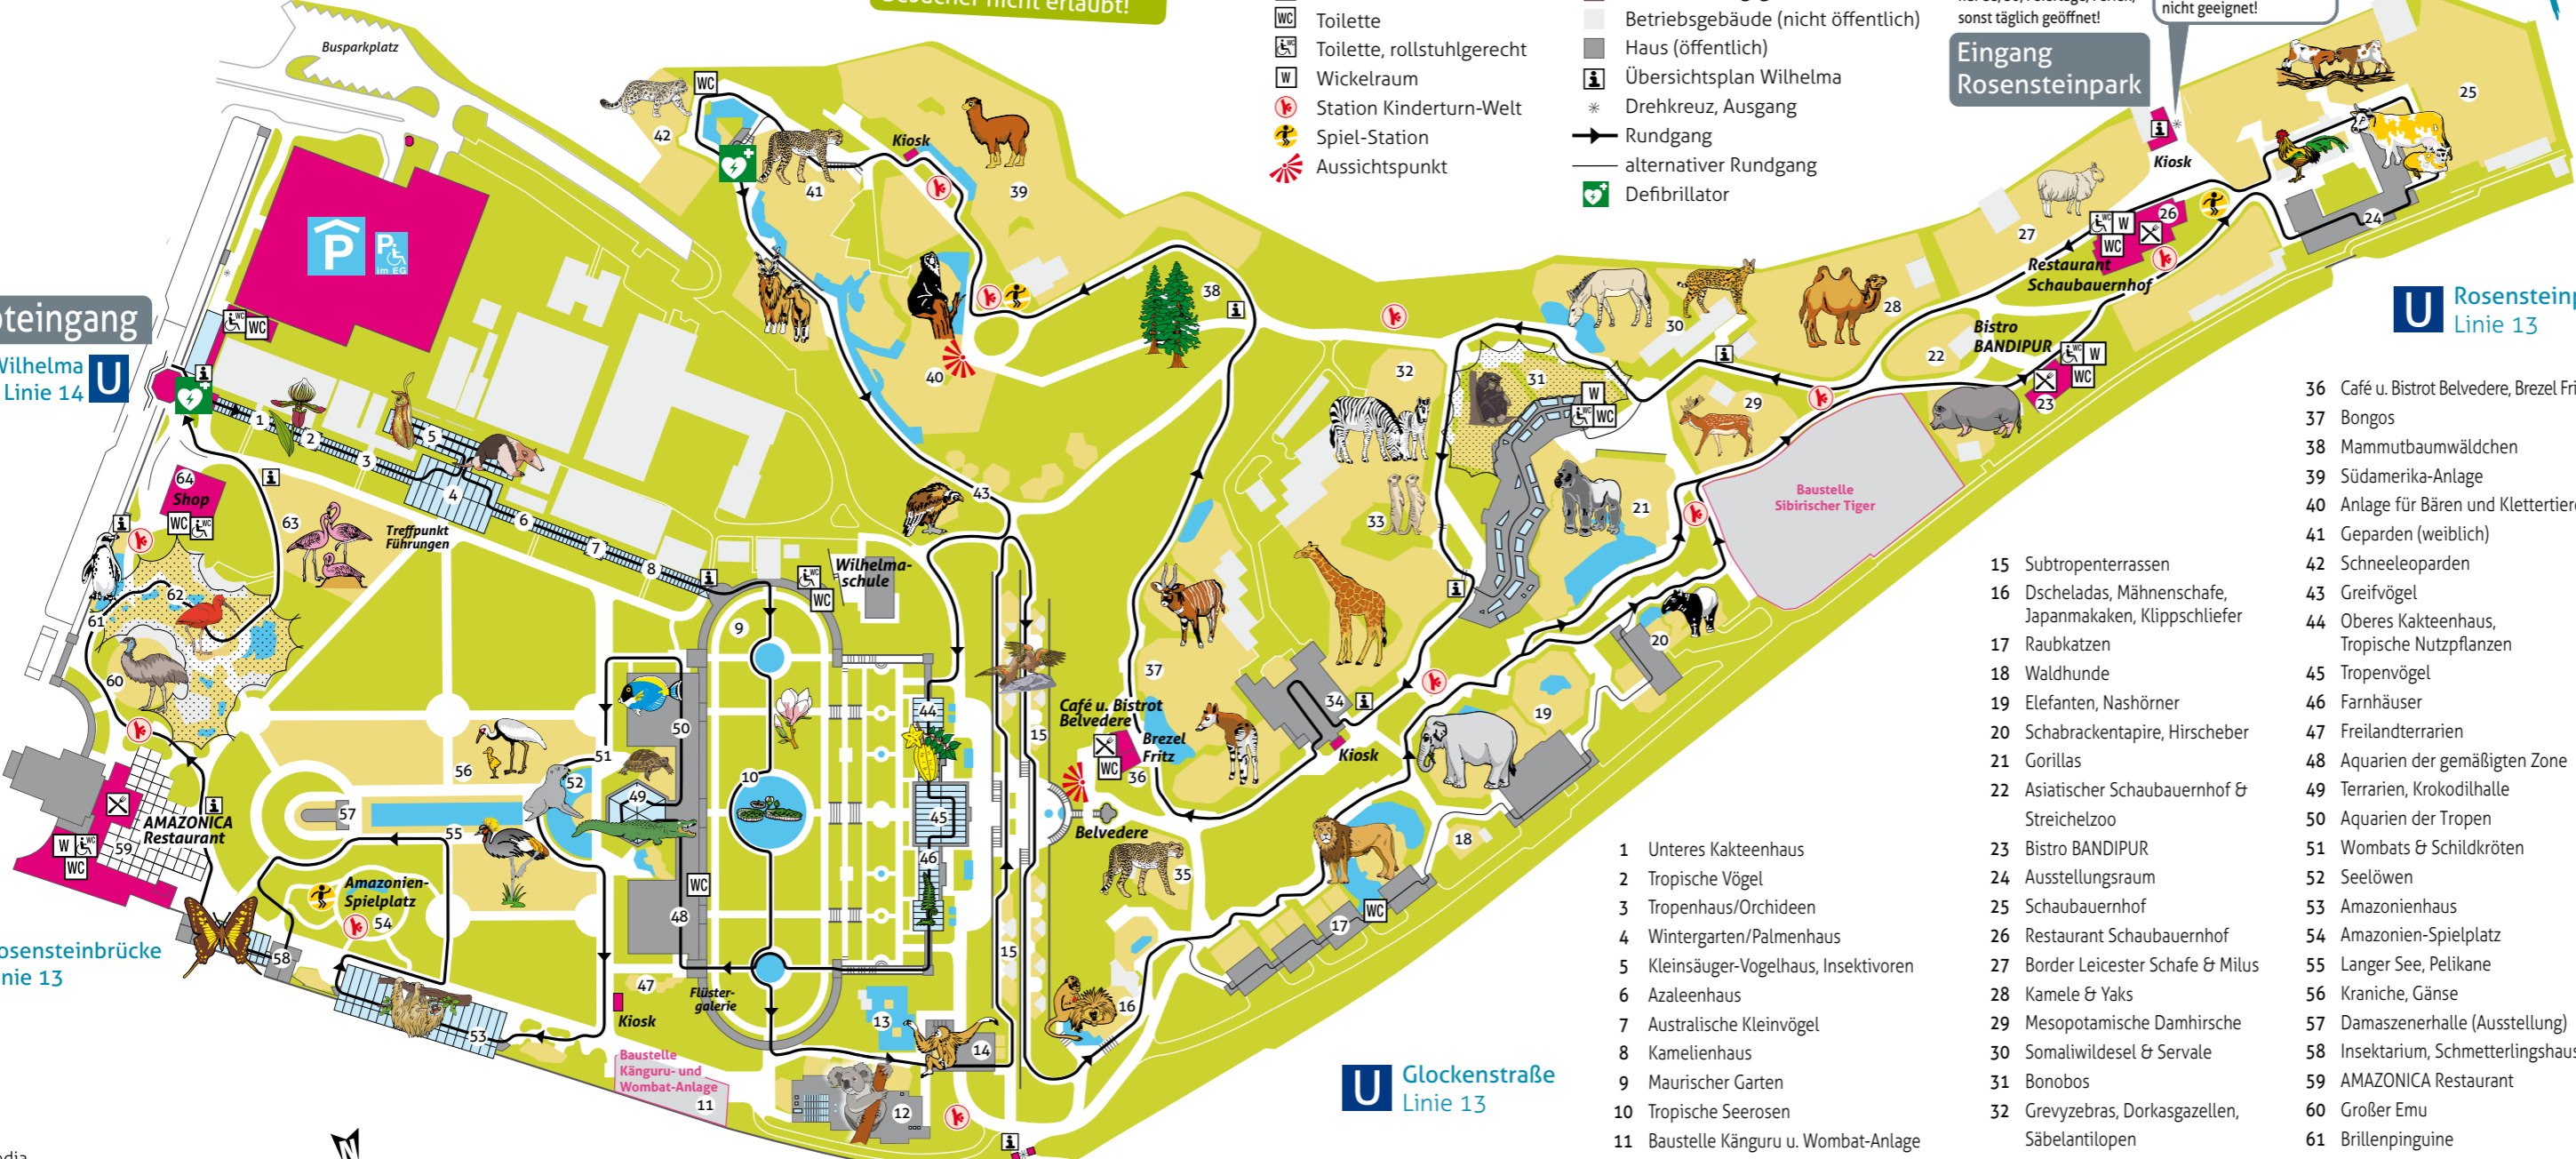 Besucher nicht erlaubt!
WC Toilette
WC Toilette, rollstuhlgerecht
W Wickelraum
Station Kinderturn-Welt
Spiel-Station
Aussichtspunkt
Betriebsgebäude (nicht öffentlich)
Haus (öffentlich)
i Übersichtsplan Wilhelma
* Drehkreuz, Ausgang
Rundgang
alternativer Rundgang
Defibrillator
sonst täglich geöffnet!
nicht geeignet!
Eingang
Rosensteinpark
Busparkplatz
P
P
im EG
Wilhelma
Linie 14
U
Kiosk
Kiosk
Restaurant
Schaubauernhof
Bistro
BANDIPUR
U
Linie 13
Baustelle
Sibirischer Tiger
Shop
Treffpunkt
Führungen
Wilhelma-
schule
Café u. Bistrot
Belvedere
Brezel
Fritz
Kiosk
Belvedere
AMAZONICA
Restaurant
Amazonien-
Spielplatz
Linie 13
Flüster-
galerie
Kiosk
Baustelle
Känguru- und
Wombat-Anlage
U
Glockenstraße
Linie 13
1 Unteres Kakteenhaus
2 Tropische Vögel
3 Tropenhaus/Orchideen
4 Wintergarten/Palmenhaus
5 Kleinsäuger-Vogelhaus, Insektivoren
6 Azaleenhaus
7 Australische Kleinvögel
8 Kamelienhaus
9 Maurischer Garten
10 Tropische Seerosen
11 Baustelle Känguru u. Wombat-Anlage
15 Subtropenterrassen
16 Dscheladas, Mähnenschafe,
Japanmakaken, Klippschliefer
17 Raubkatzen
18 Waldhunde
19 Elefanten, Nashörner
20 Schabrackentapire, Hirscheber
21 Gorillas
22 Asiatischer Schaubauernhof &
Streichelzoo
23 Bistro BANDIPUR
24 Ausstellungsraum
25 Schaubauernhof
26 Restaurant Schaubauernhof
27 Border Leicester Schafe & Milus
28 Kamele & Yaks
29 Mesopotamische Damhirsche
30 Somaliwildesel & Servale
31 Bonobos
32 Grevyzebras, Dorkasgazellen,
Säbelantilopen
36 Café u. Bistrot Belvedere, Brezel
37 Bongos
38 Mammutbaumwäldchen
39 Südamerika-Anlage
40 Anlage für Bären und Klettertiere
41 Geparden (weiblich)
42 Schneeleoparden
43 Greifvögel
44 Oberes Kakteenhaus,
Tropische Nutzpflanzen
45 Tropenvögel
46 Farnhäuser
47 Freilandterrarien
48 Aquarien der gemäßigten Zone
49 Terrarien, Krokodilhalle
50 Aquarien der Tropen
51 Wombats & Schildkröten
52 Seelöwen
53 Amazonienhaus
54 Amazonien-Spielplatz
55 Langer See, Pelikane
56 Kraniche, Gänse
57 Damaszenerhalle (Ausstellung)
58 Insektarium, Schmetterlingshaus
59 AMAZONICA Restaurant
60 Großer Emu
61 Brillenpinguine